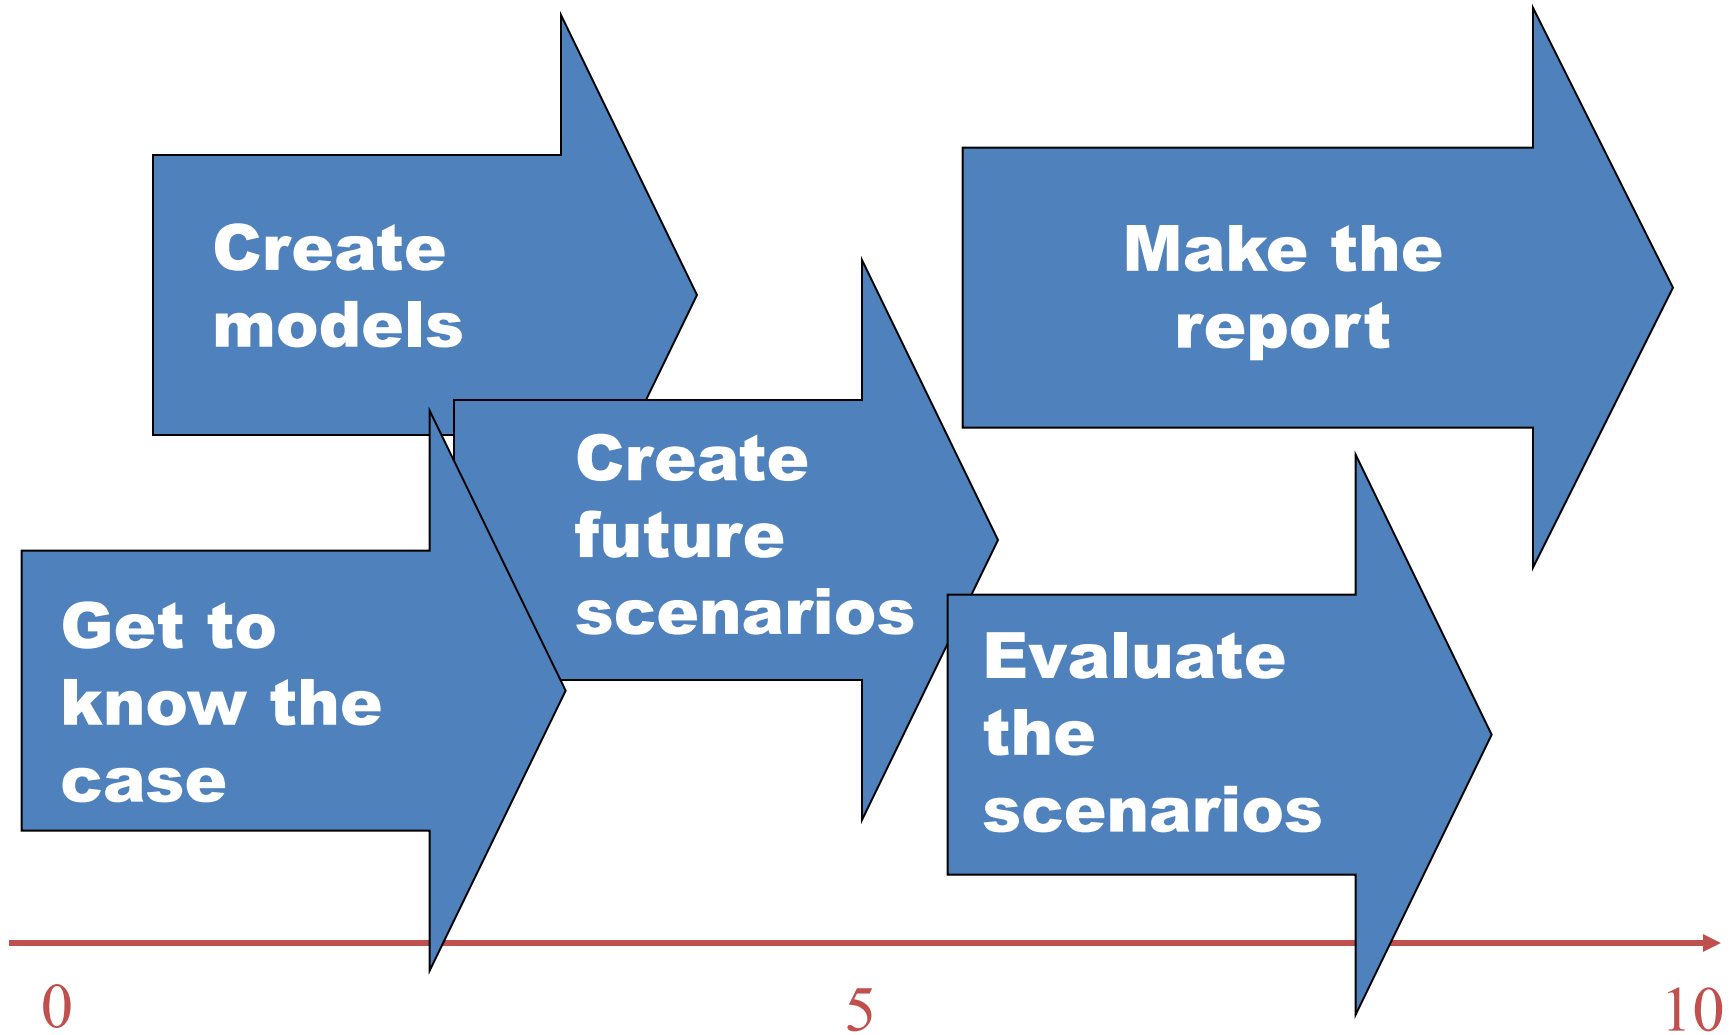 Create
models
Make the
report
Create
future
scenarios
Get to
know the
case
Evaluate
the
scenarios
0
5
10